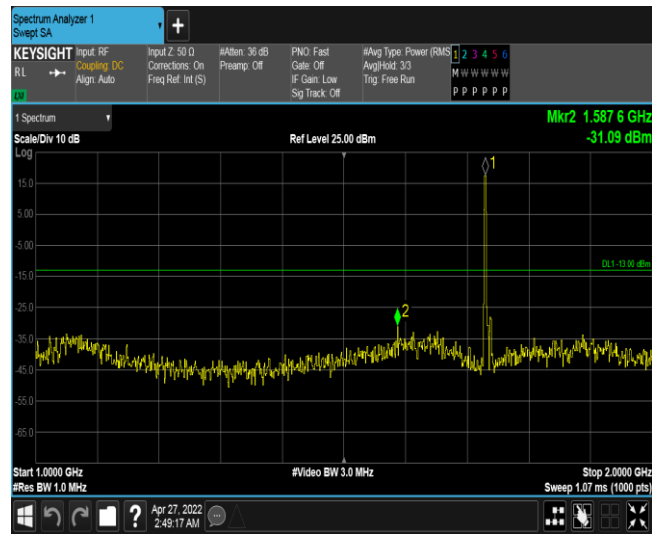 Spectrum Analyzer 1
Swept SA
KEYSIGHT
RL
Input: RF
Coupling: DC
Align: Auto
Input Z: 50 Ω
Corrections: On
Freq Ref: Int (S)
#Atten: 36 dB
Preamp: Off
PNO: Fast
Gate: Off
IF Gain: Low
Sig Track: Off
#Avg Type: Power (RMS
Avg|Hold: 3/3
Trig: Free Run
1 2 3 4 5 6
M W W W W W
P P P P P P
1 Spectrum
Mkr2 1.587 6 GHz
Scale/Div 10 dB
Ref Level 25.00 dBm
-31.09 dBm
Log
1
15.0
5.00
-5.00
DL1 -13.00 dBm
-15.0
-25.0
2
-35.0
-45.0
-55.0
-65.0
Start 1.0000 GHz
#Video BW 3.0 MHz
Stop 2.0000 GHz
#Res BW 1.0 MHz
Sweep 1.07 ms (1000 pts)
?
Apr 27, 2022
2:49:17 AM